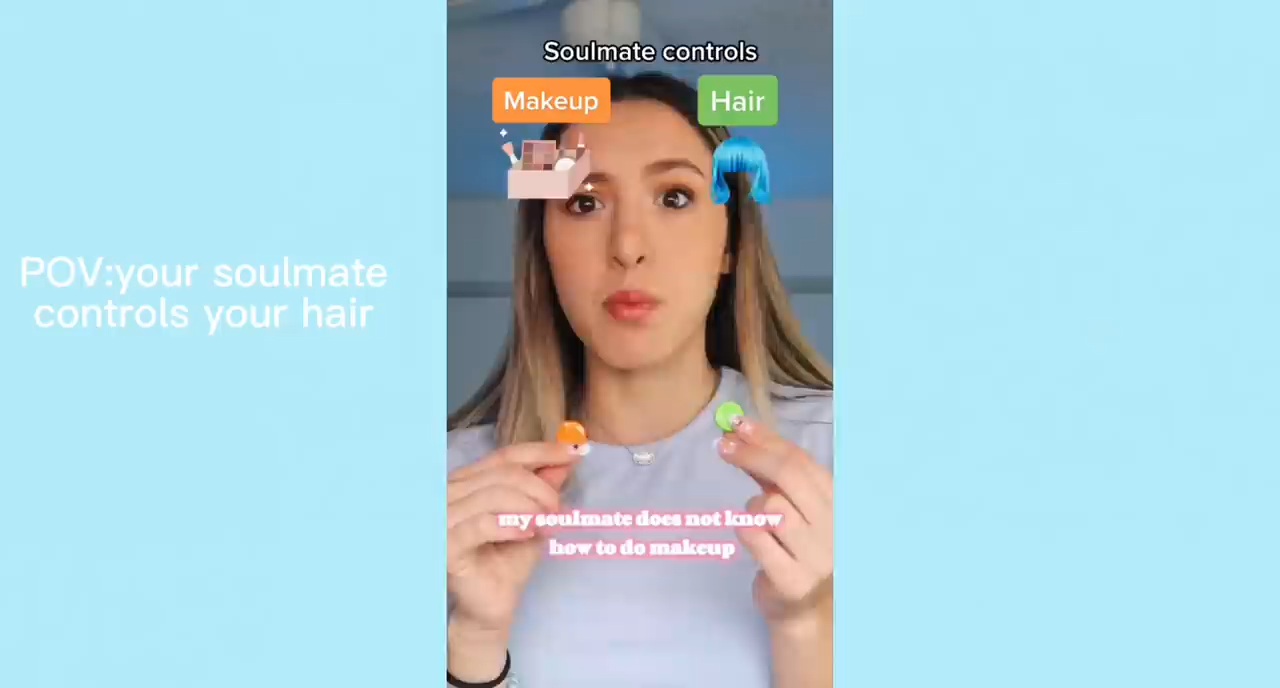 Soulmate controls
Makeup
Hair
POV:your soulmate
controls your hair
my soulmate does not know
how to do makeup